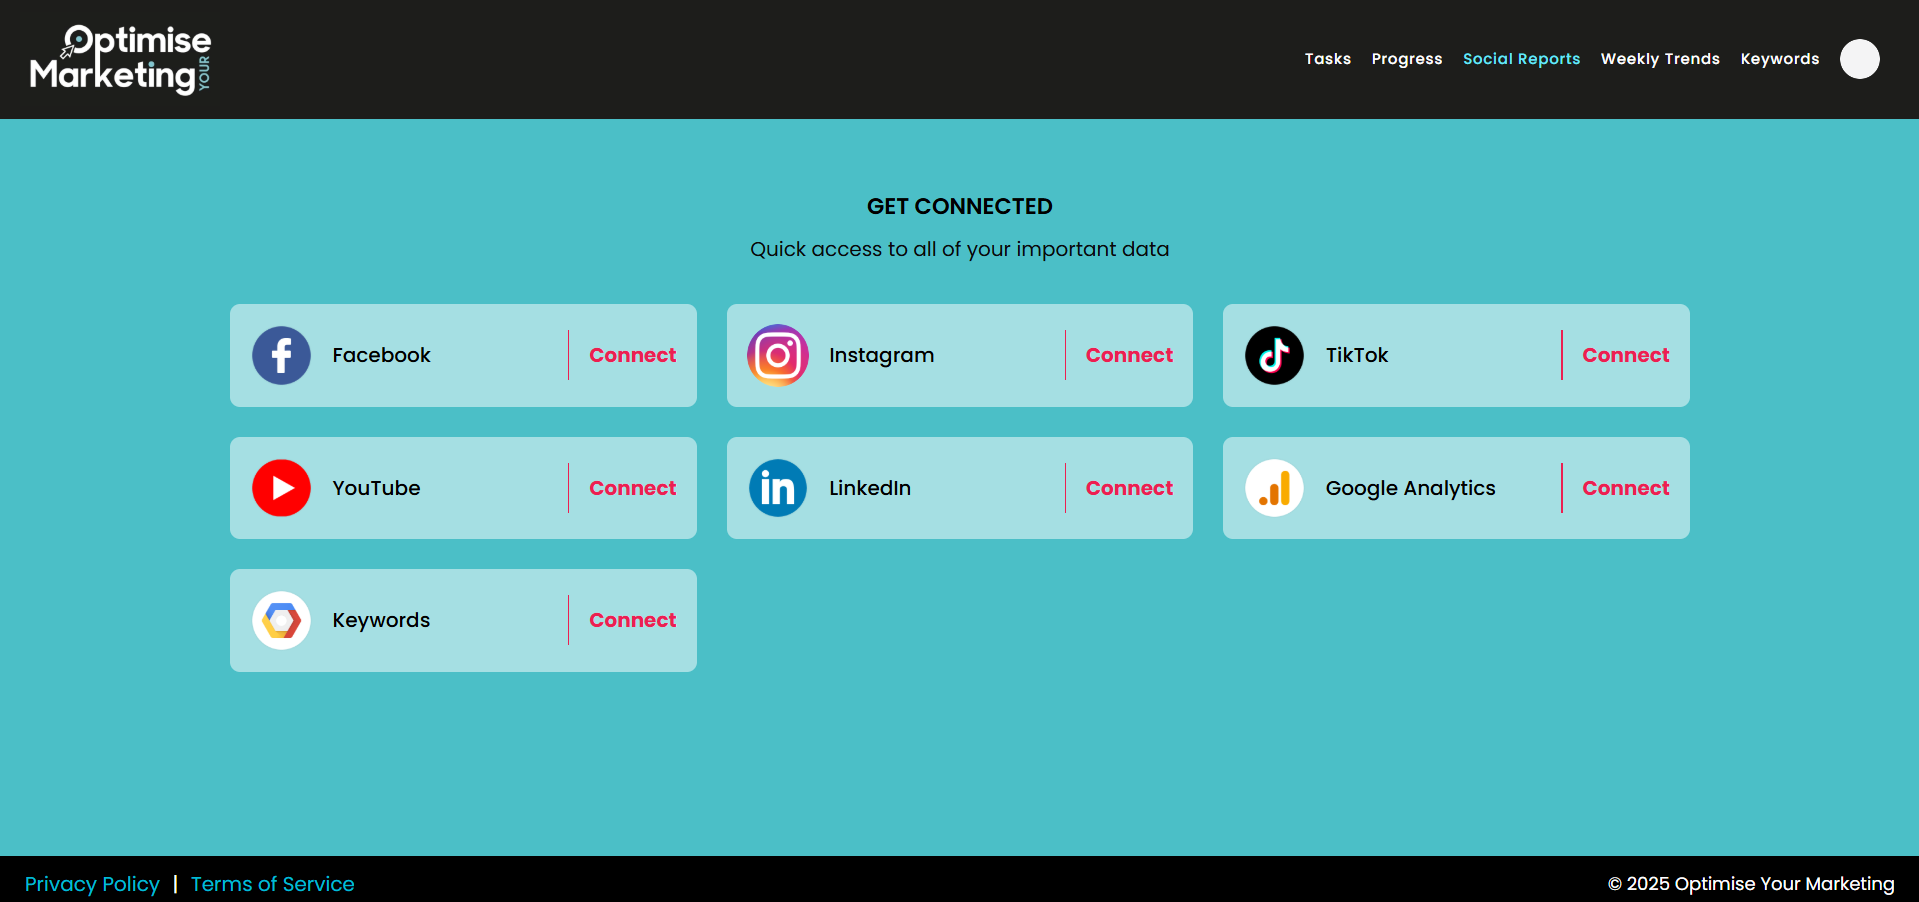 Optimise
Marketing YOUR
Tasks Progress Social Reports Weekly Trends Keywords
GET CONNECTED
Quick access to all of your important data
Facebook Connect Instagram Connect TikTok Connect
YouTube Connect LinkedIn Connect Google Analytics Connect
Keywords Connect
Privacy Policy | Terms of Service © 2025 Optimise Your Marketing